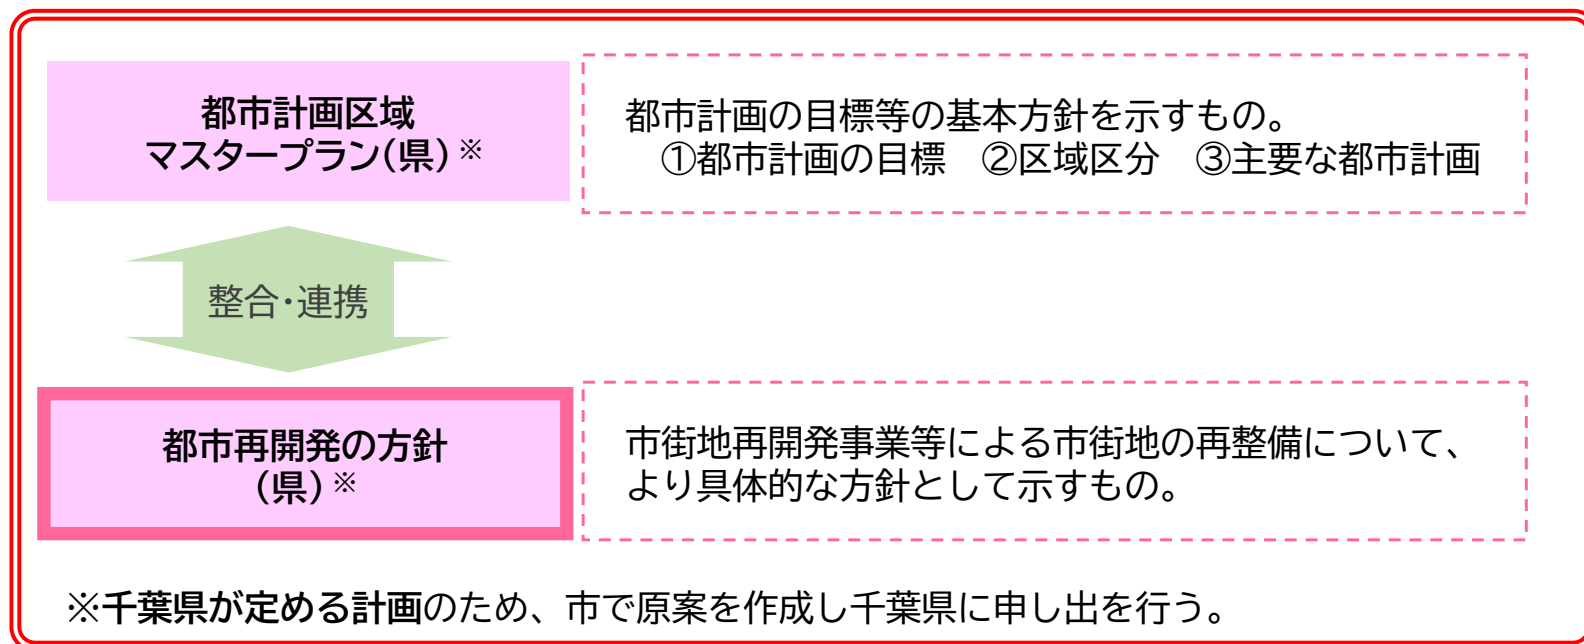 都市計画区域
マスタープラン(県)※
都市計画の目標等の基本方針を示すもの。
①都市計画の目標　②区域区分　③主要な都市計画
整合・連携
都市再開発の方針
(県)※
市街地再開発事業等による市街地の再整備について、
より具体的な方針として示すもの。
※千葉県が定める計画のため、市で原案を作成し千葉県に申し出を行う。